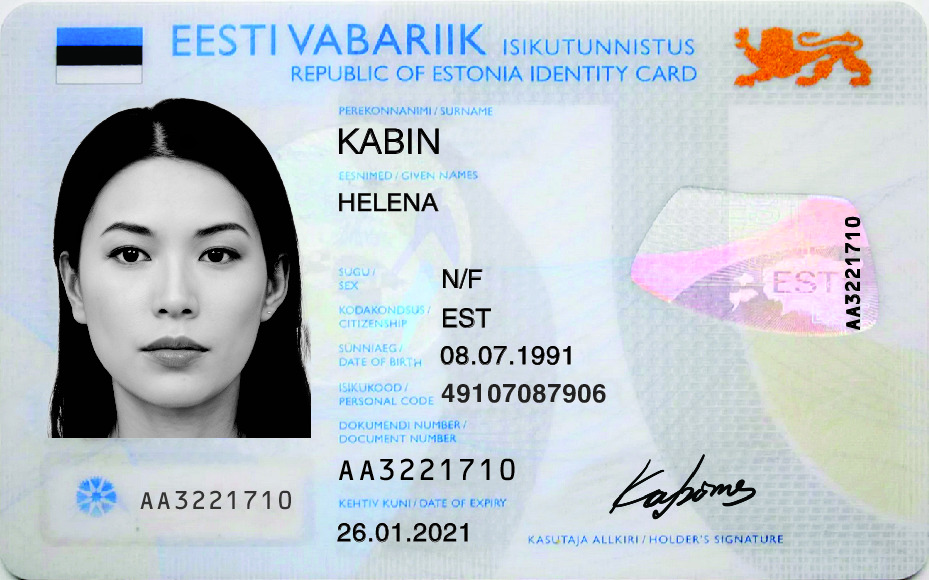 EESTI VABARIIK ISIKUTUNNISTUS
REPUBLIC OF ESTONIA IDENTITY CARD
PEREKONNANIMI / SURNAME
KABIN
EESNIMED / GIVEN NAMES
HELENA
SUGU /
SEX
N/F
KODAKONDSUS /
CITIZENSHIP
EST
SÜNNIAEG /
DATE OF BIRTH
08.07.1991
ISIKUKOOD /
PERSONAL CODE
49107087906
DOKUMENDI NUMBER /
DOCUMENT NUMBER
AA3221710
KEHTIV KUNI / DATE OF EXPIRY
26.01.2021
AA3221710
EST
AA3221710
KASUTAJA ALLKIRI / HOLDER'S SIGNATURE